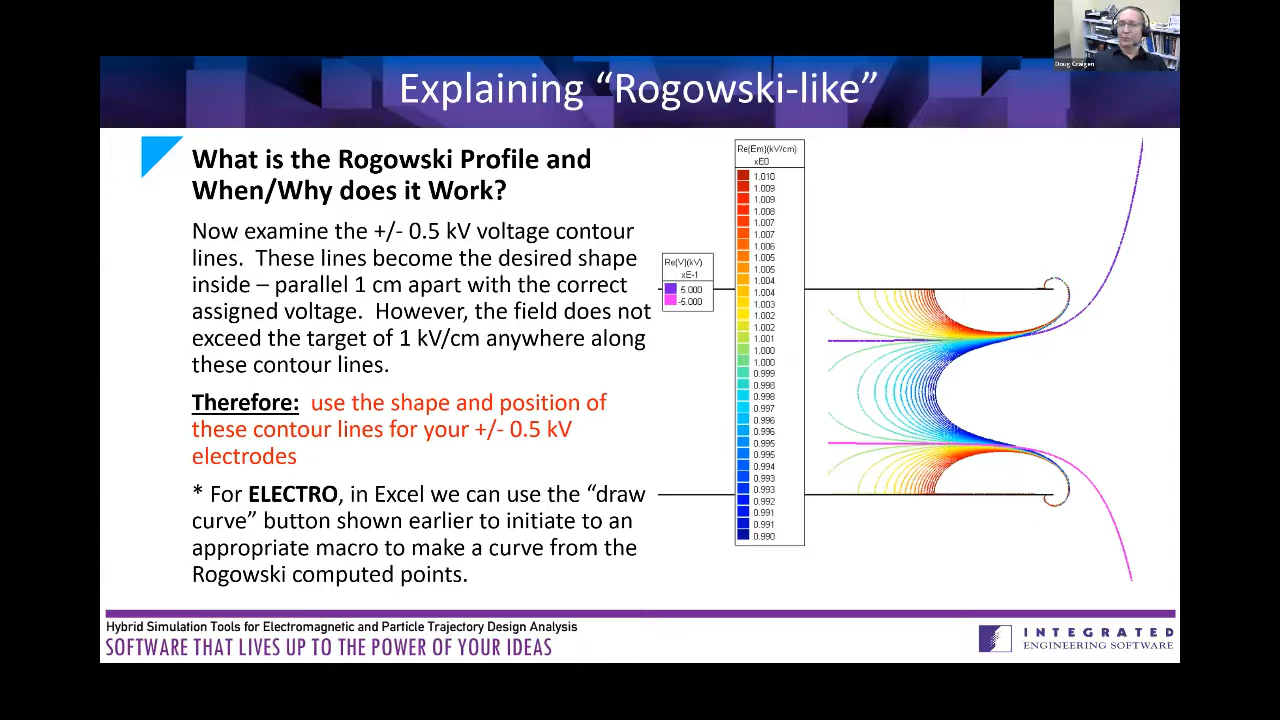 Doug Craigen
Explaining “Rogowski-like”
What is the Rogowski Profile and
When/Why does it Work?
Now examine the +/- 0.5 kV voltage contour
lines. These lines become the desired shape
inside – parallel 1 cm apart with the correct
assigned voltage. However, the field does not
exceed the target of 1 kV/cm anywhere along
these contour lines.
Therefore: use the shape and position of
these contour lines for your +/- 0.5 kV
electrodes
* For ELECTRO, in Excel we can use the “draw
curve” button shown earlier to initiate to an
appropriate macro to make a curve from the
Rogowski computed points.
Re[V](kV)
xE-1
5.000
-5.000
Re[Em](kV/cm)
xE0
1.010
1.009
1.009
1.008
1.007
1.007
1.006
1.005
1.005
1.004
1.004
1.003
1.002
1.002
1.001
1.000
1.000
0.999
0.998
0.998
0.997
0.996
0.996
0.995
0.994
0.993
0.993
0.992
0.991
0.991
0.990
Hybrid Simulation Tools for Electromagnetic and Particle Trajectory Design Analysis
SOFTWARE THAT LIVES UP TO THE POWER OF YOUR IDEAS
INTEGRATED
ENGINEERING SOFTWARE